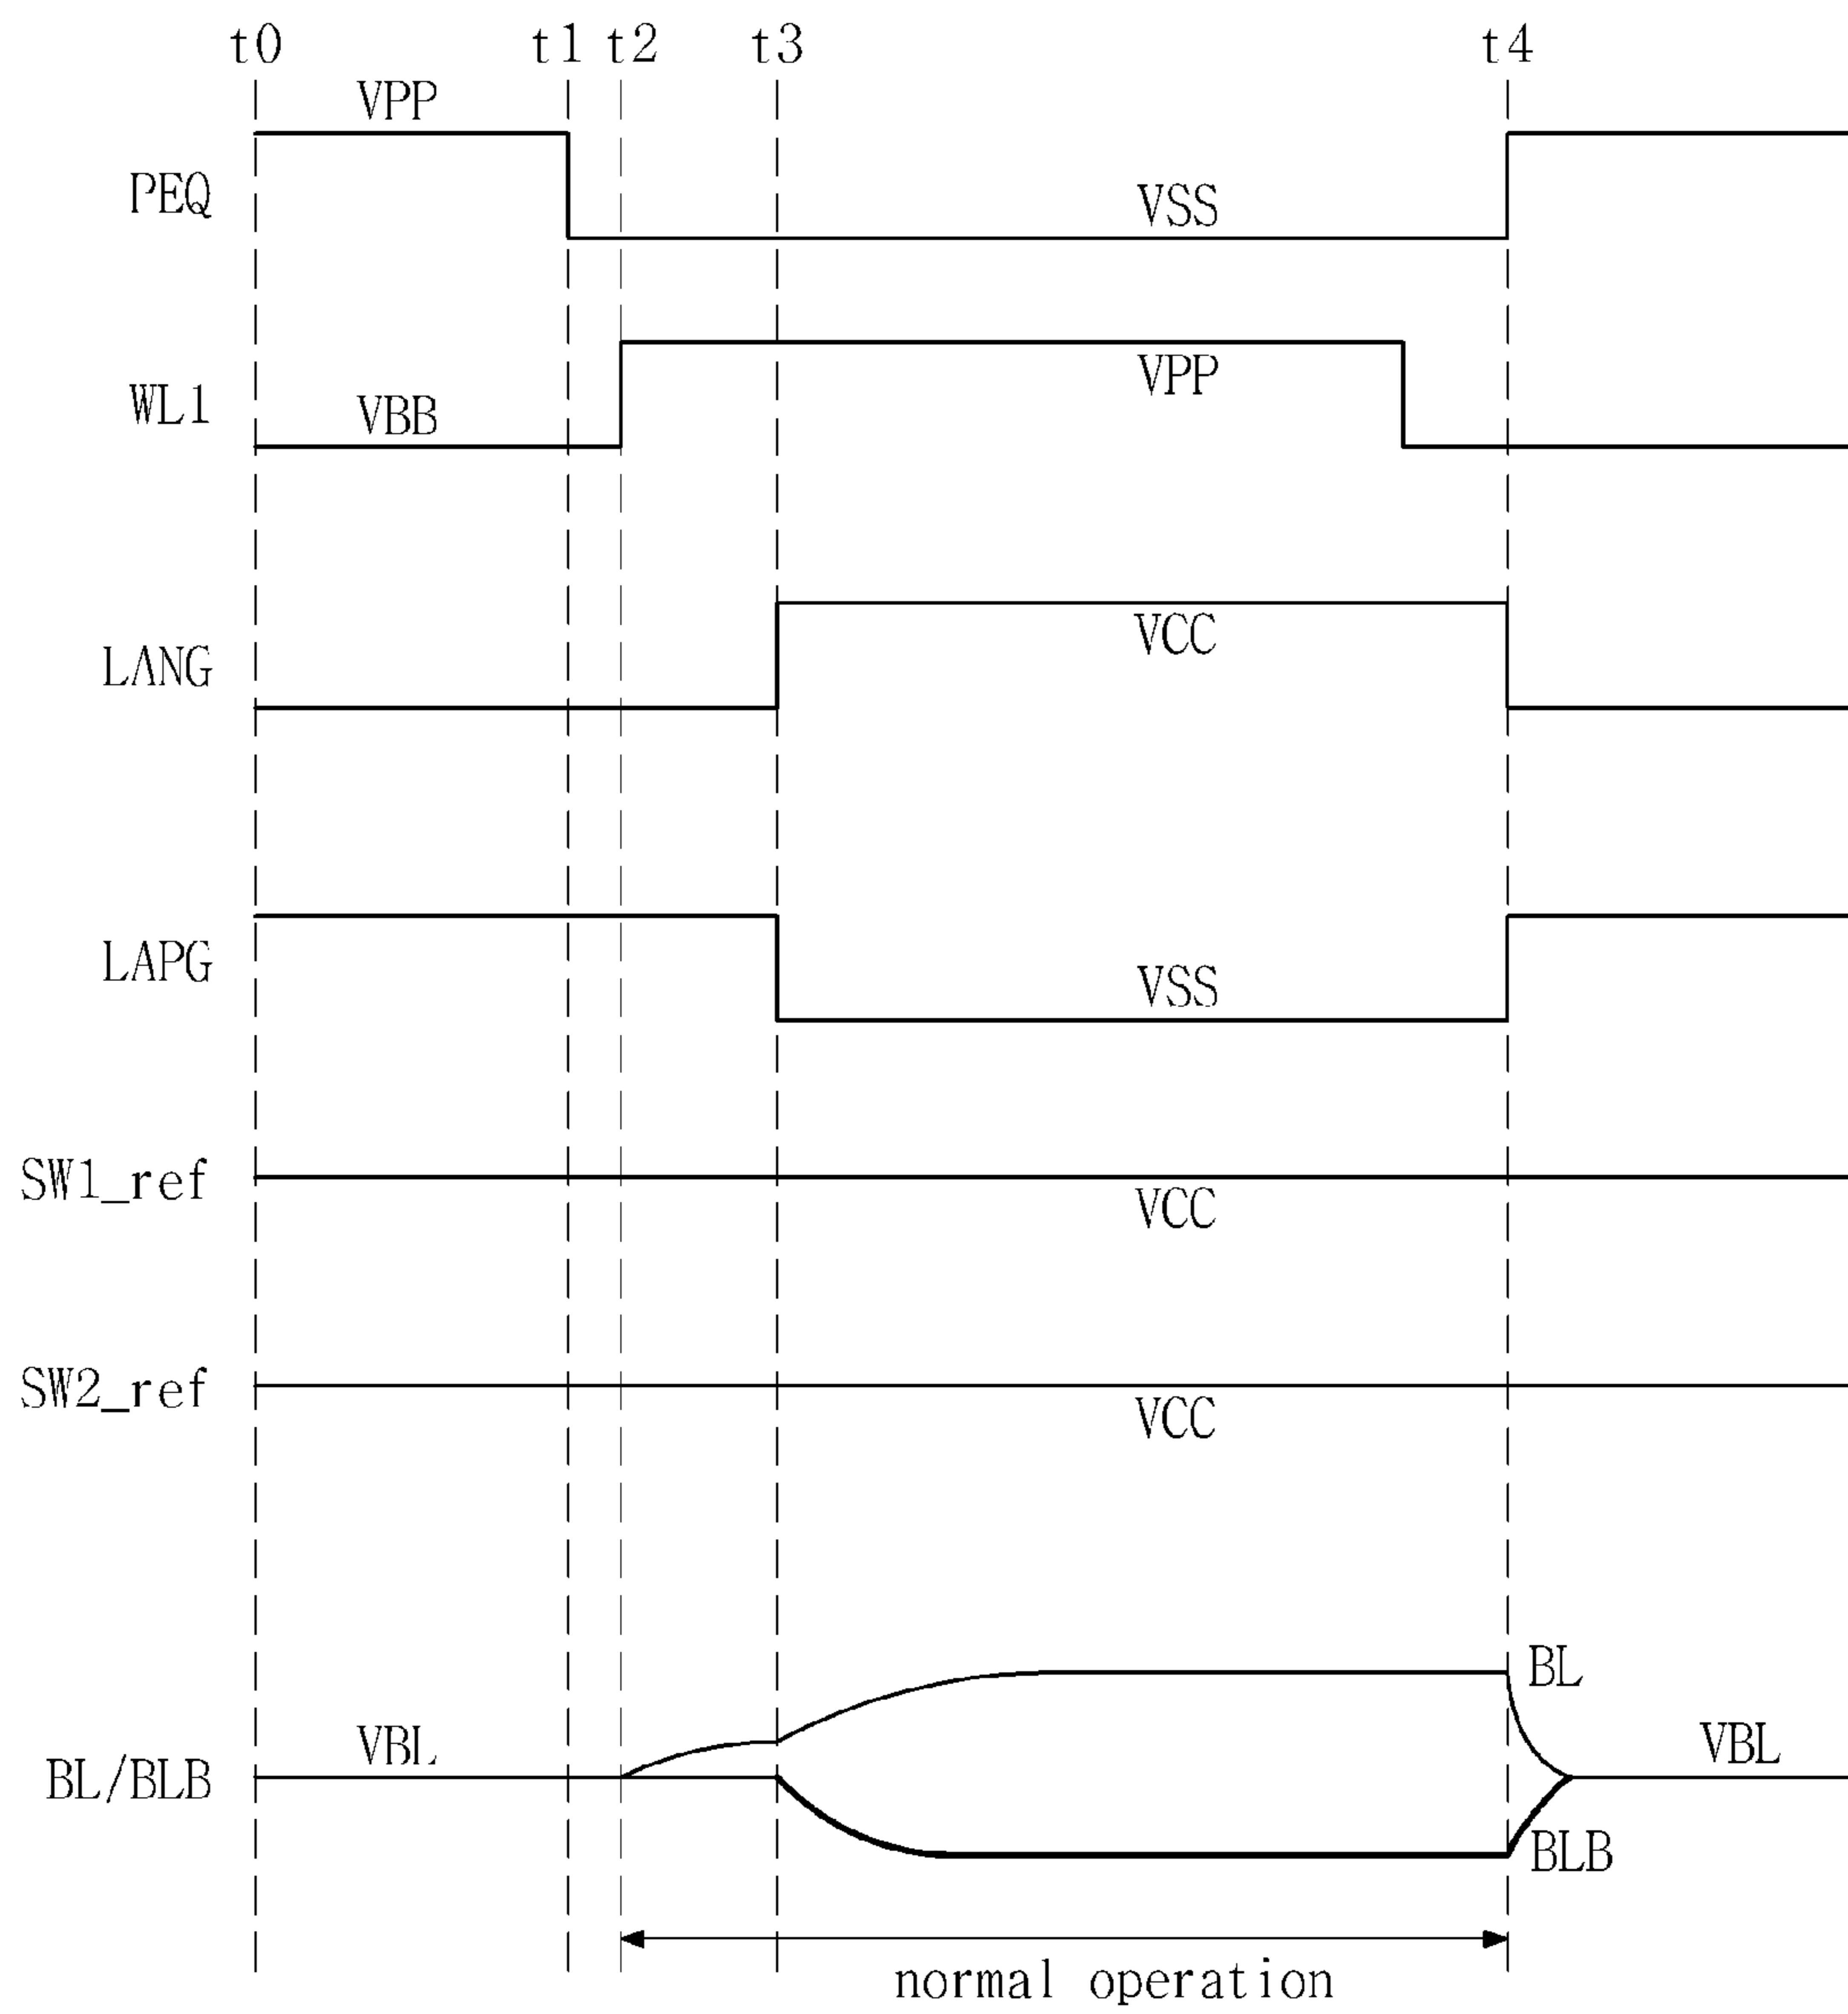 t0 t1 t2 t3 t4
VPP
PEQ VSS
WL1 VBB VPP
LANG VCC
LAPG VSS
SW1_ref VCC
SW2_ref VCC
BL
BL/BLB VBL VBL
BLB
normal operation